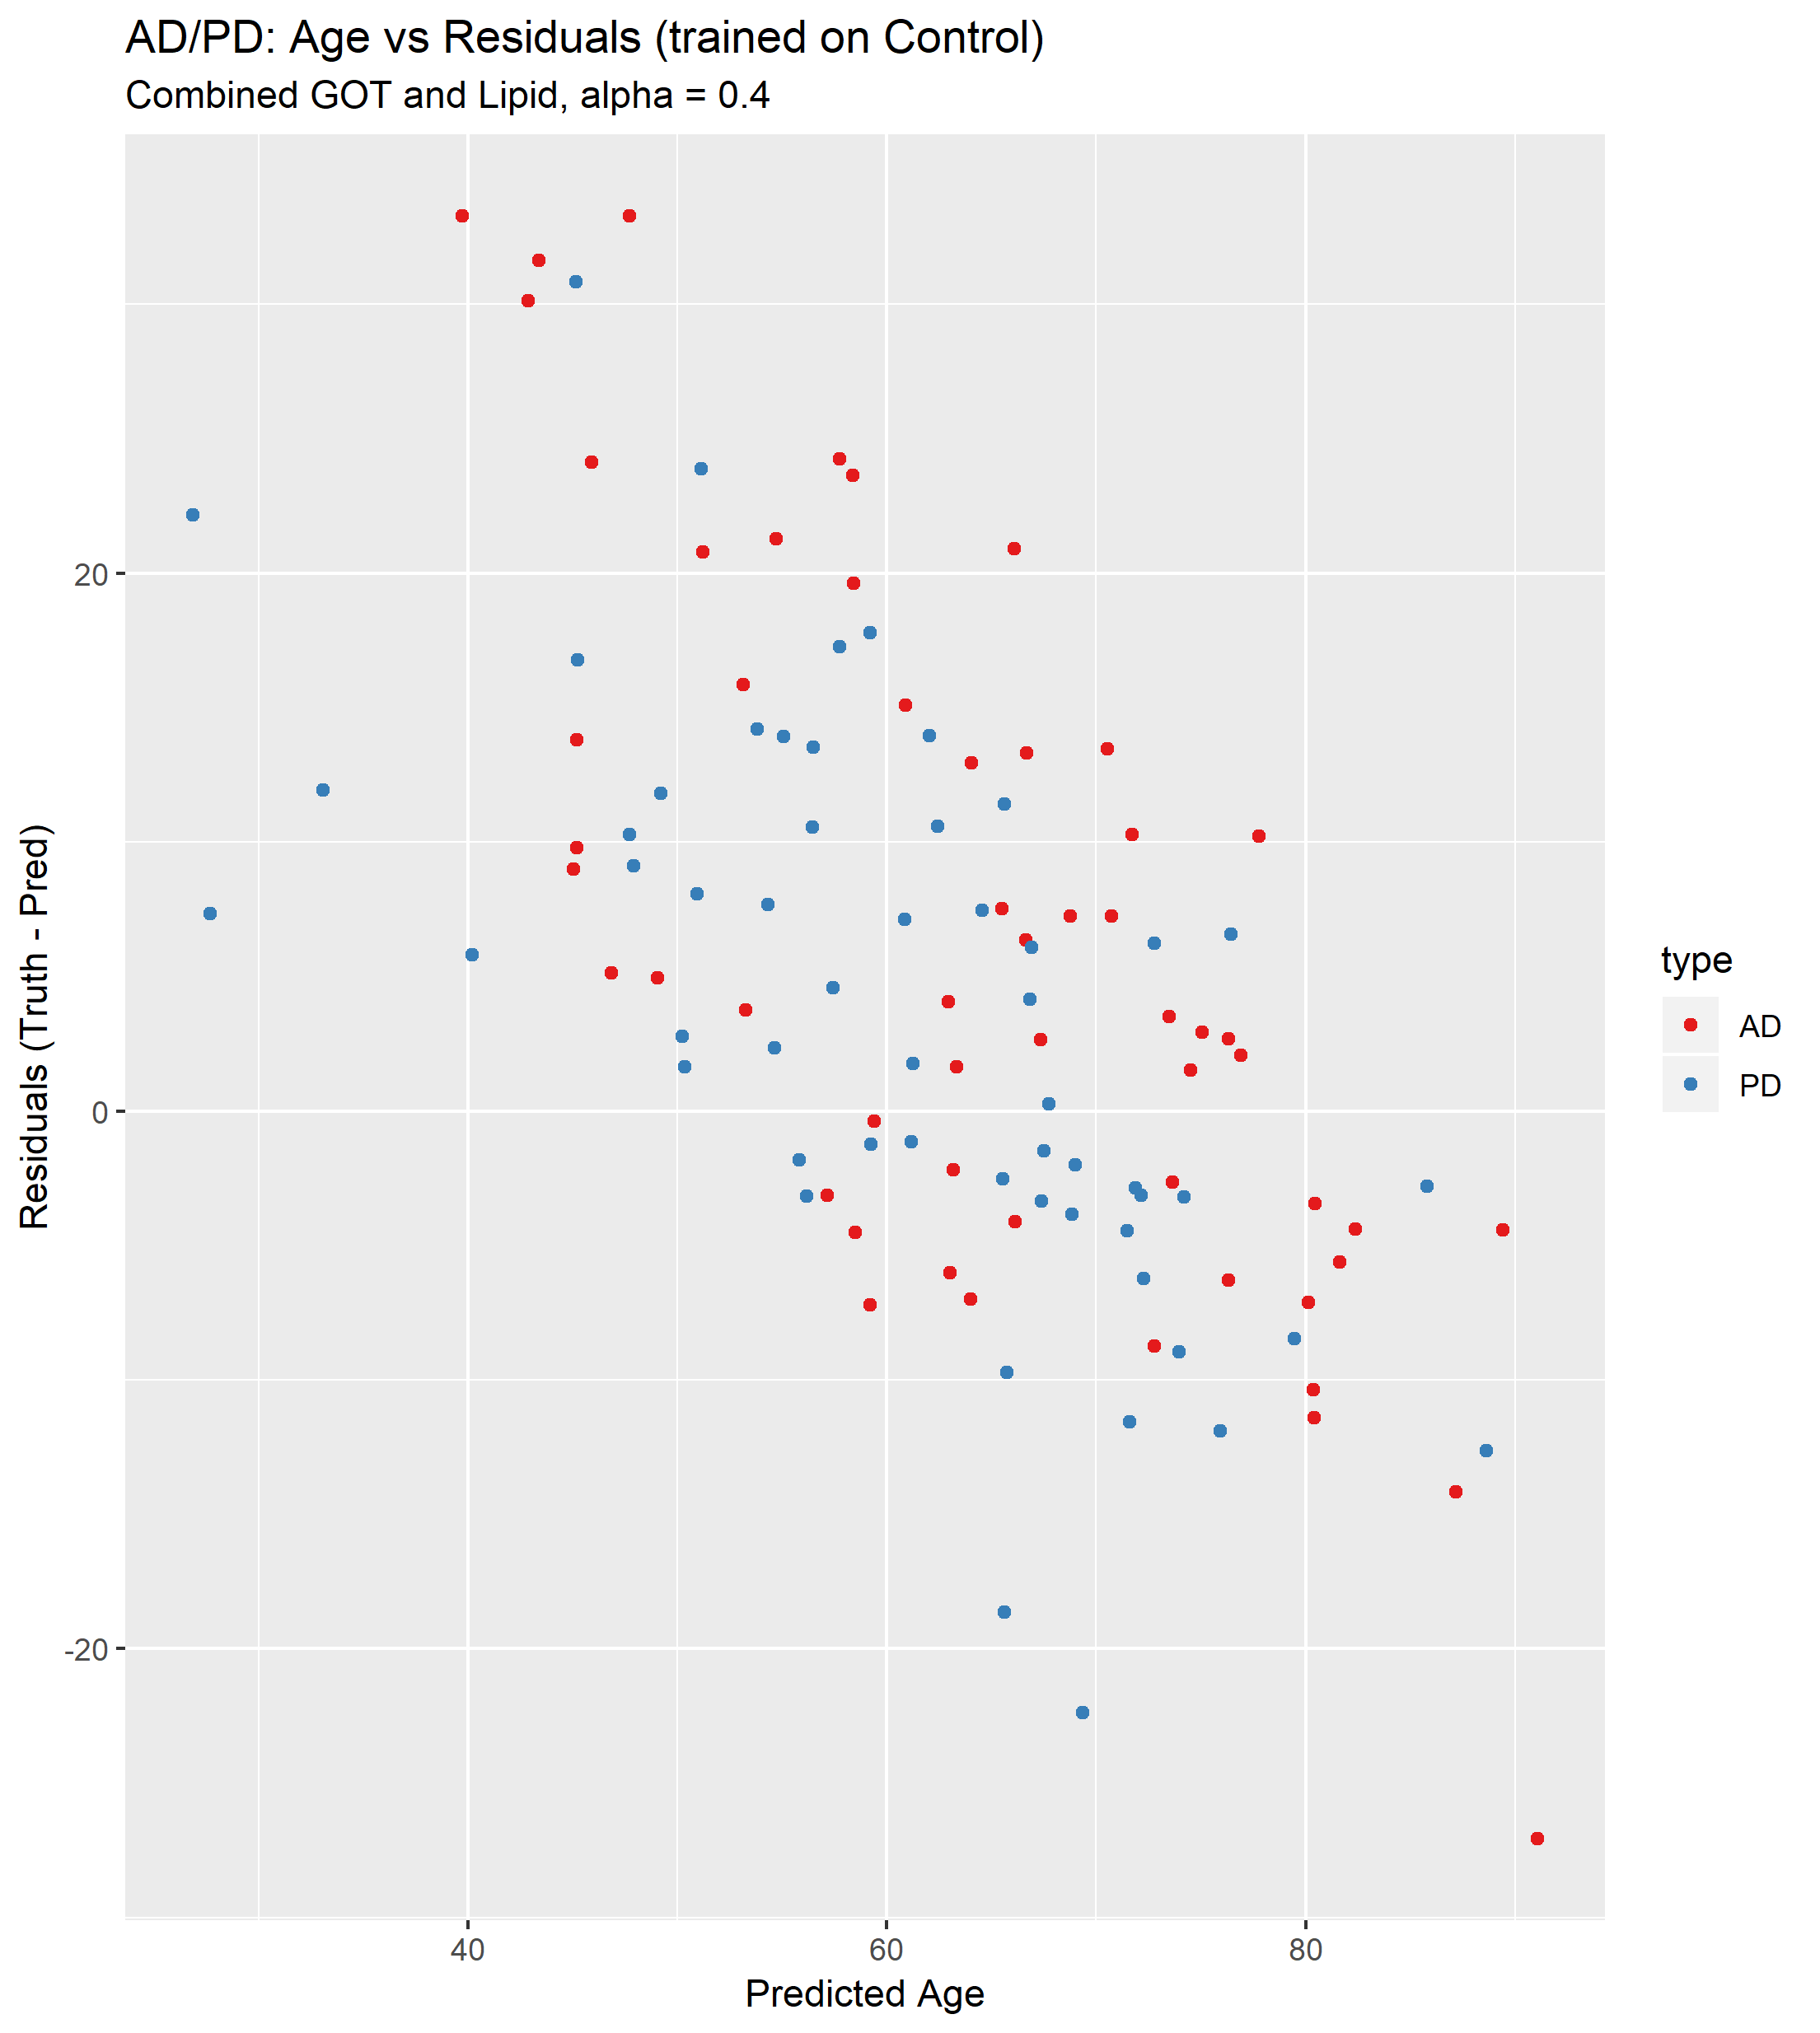 AD/PD: Age vs Residuals (trained on Control)
Combined GOT and Lipid, alpha = 0.4
Residuals (Truth - Pred)
20
0
-20
40
60
80
Predicted Age
type
AD
PD